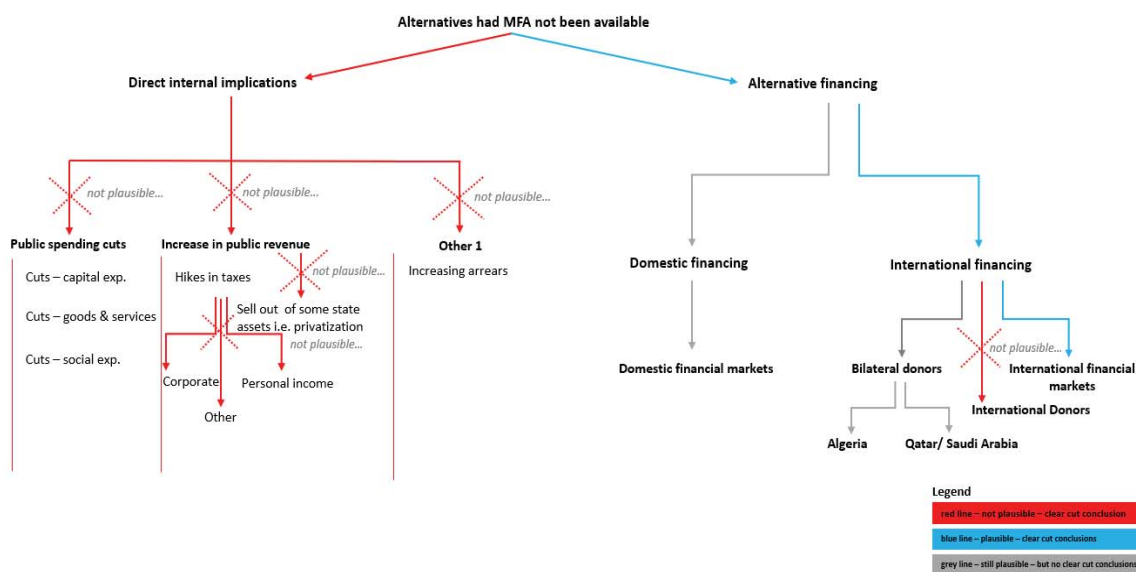 Alternatives had MFA not been available
Direct internal implications
Alternative financing
not plausible...
not plausible...
not plausible...
Public spending cuts
Increase in public revenue
Other 1
Cuts – capital exp.
Hikes in taxes
not plausible...
Increasing arrears
Domestic financing
International financing
Cuts – goods & services
Sell out of some state
assets i.e. privatization
not plausible...
not plausible...
Cuts – social exp.
Corporate
Personal income
Other
Domestic financial markets
Bilateral donors
International financial
markets
International Donors
Algeria
Qatar/ Saudi Arabia
Legend
red line – not plausible – clear cut conclusion
blue line – plausible – clear cut conclusions
grey line – still plausible – but no clear cut conclusions